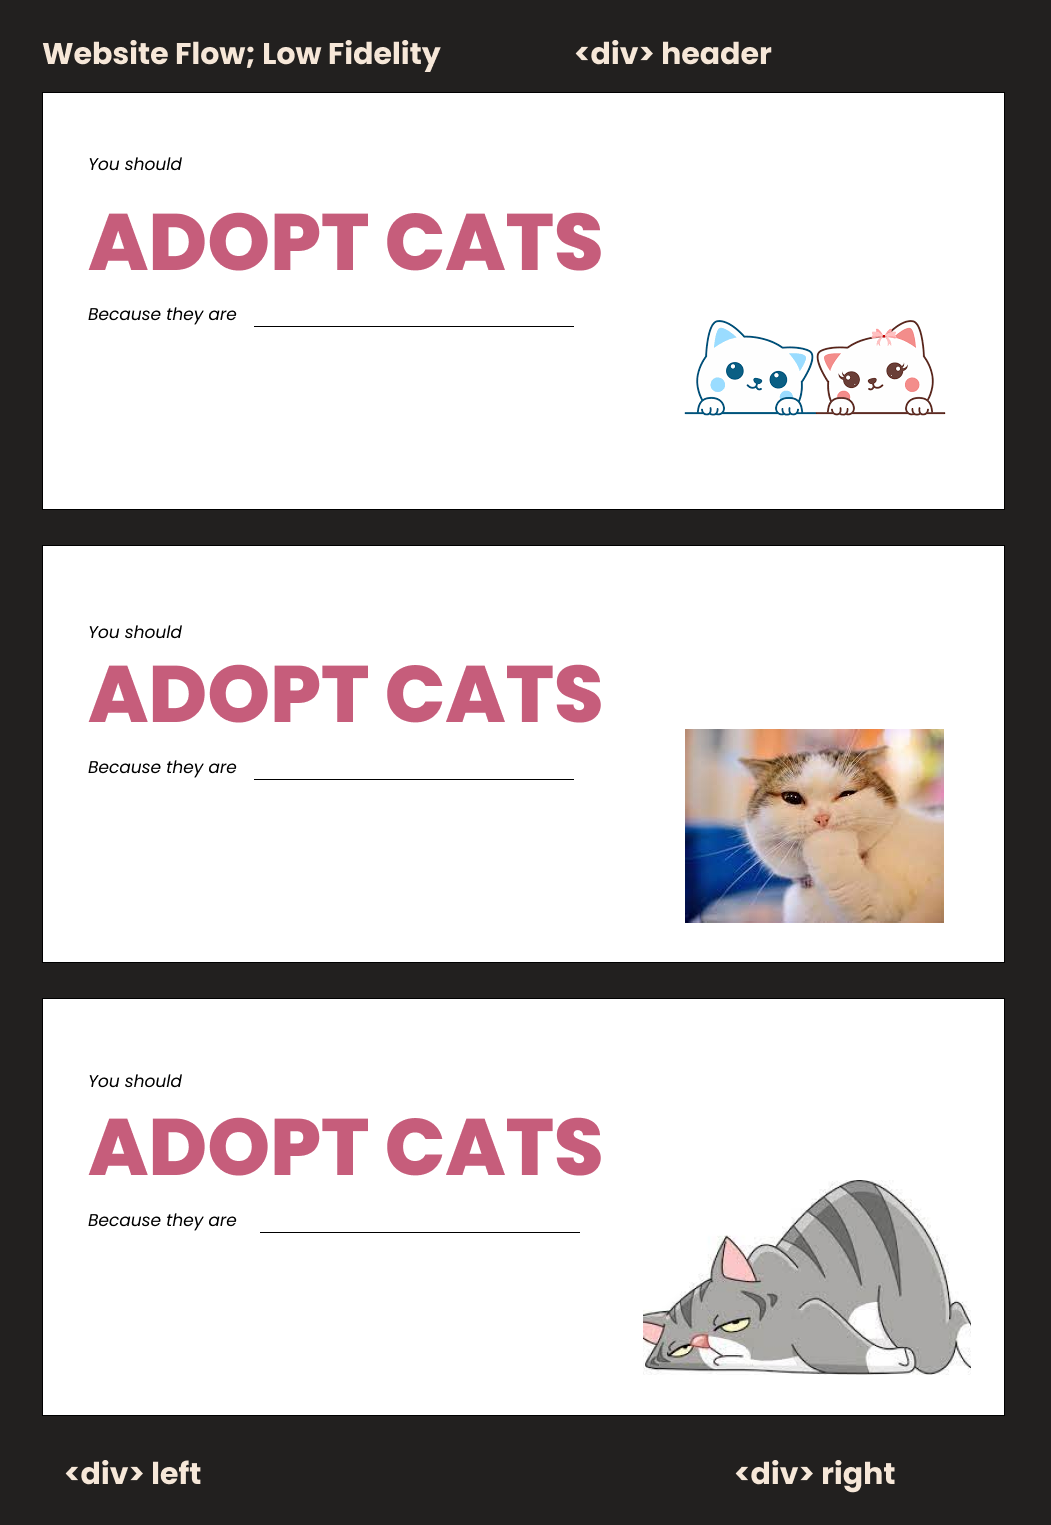 Website Flow; Low Fidelity
<div> header
You should
ADOPT CATS
Because they are
You should
ADOPT CATS
Because they are
You should
ADOPT CATS
Because they are
<div> left
<div> right